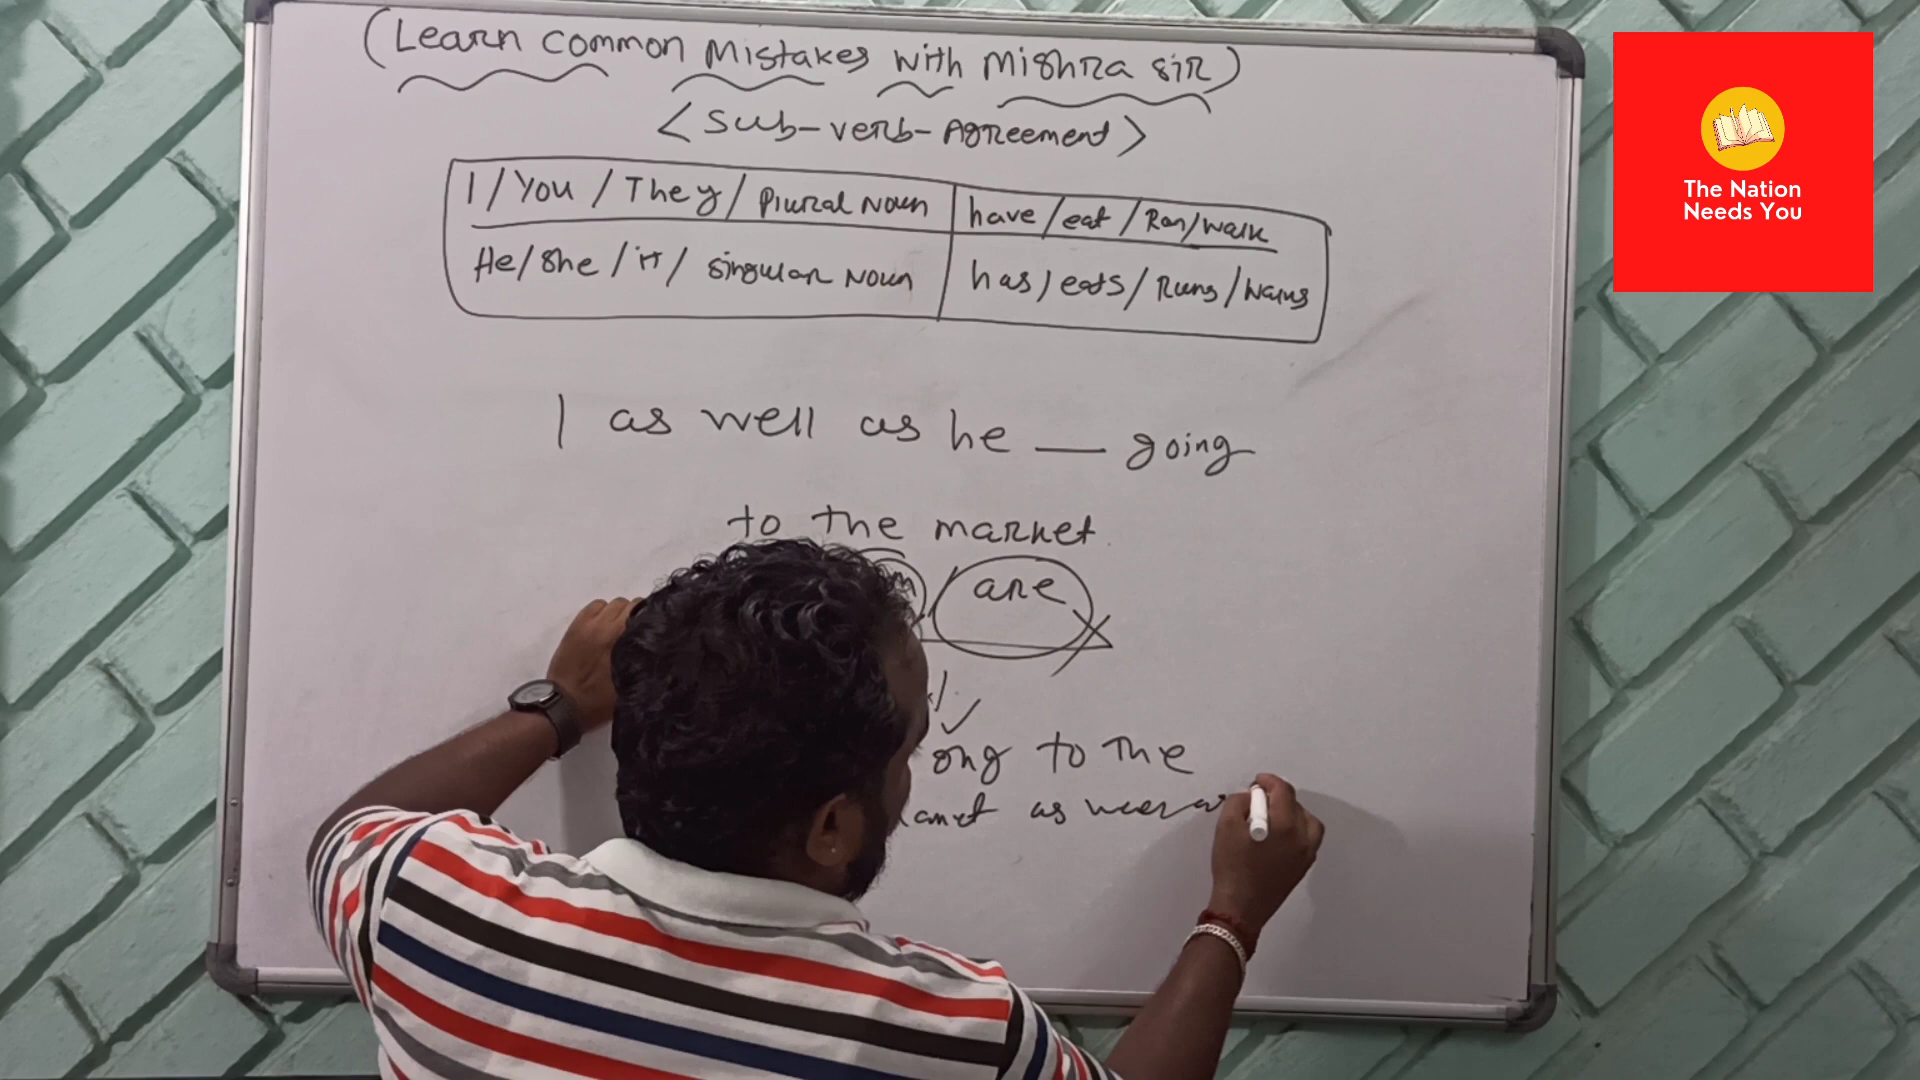 (Learn common Mistakes with Mishra sir)
<Sub-verb-Agreement>
I/You/They/Plural Noun have/eat/Run/walk
He/She/it/singular Noun has/eats/Runs/walks
I as well as he ___ going
to the market.
are
to the
as well as
The Nation
Needs You